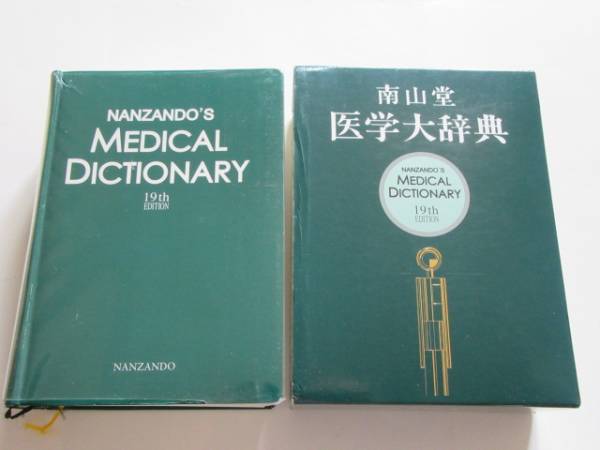 NANZANDO'S
MEDICAL
DICTIONARY
19th
EDITION
NANZANDO
南山堂
医学大辞典
NANZANDO'S
MEDICAL
DICTIONARY
19th
EDITION